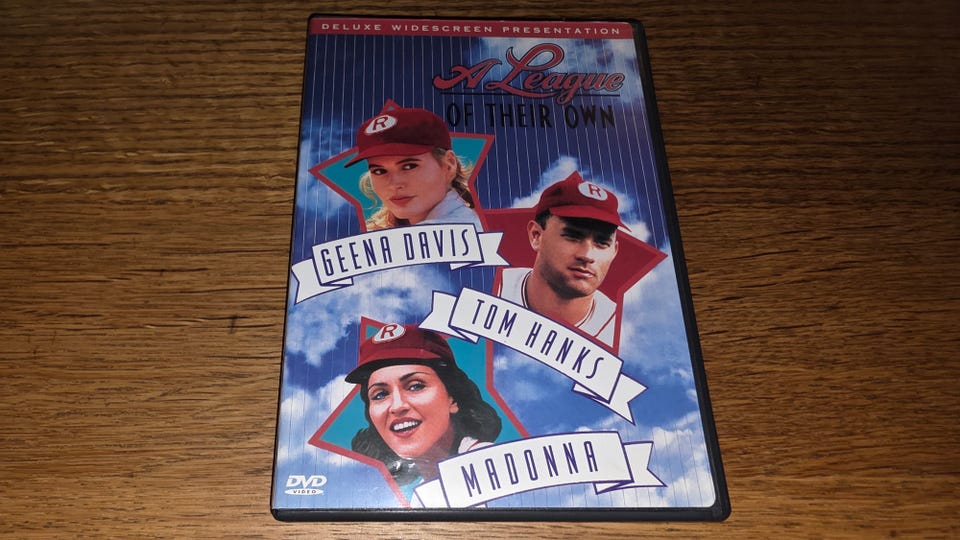 DELUXE WIDESCREEN PRESENTATION
A League
OF THEIR OWN
R
GEENA DAVIS
R
TOM HANKS
R
MADONNA
DVD
VIDEO